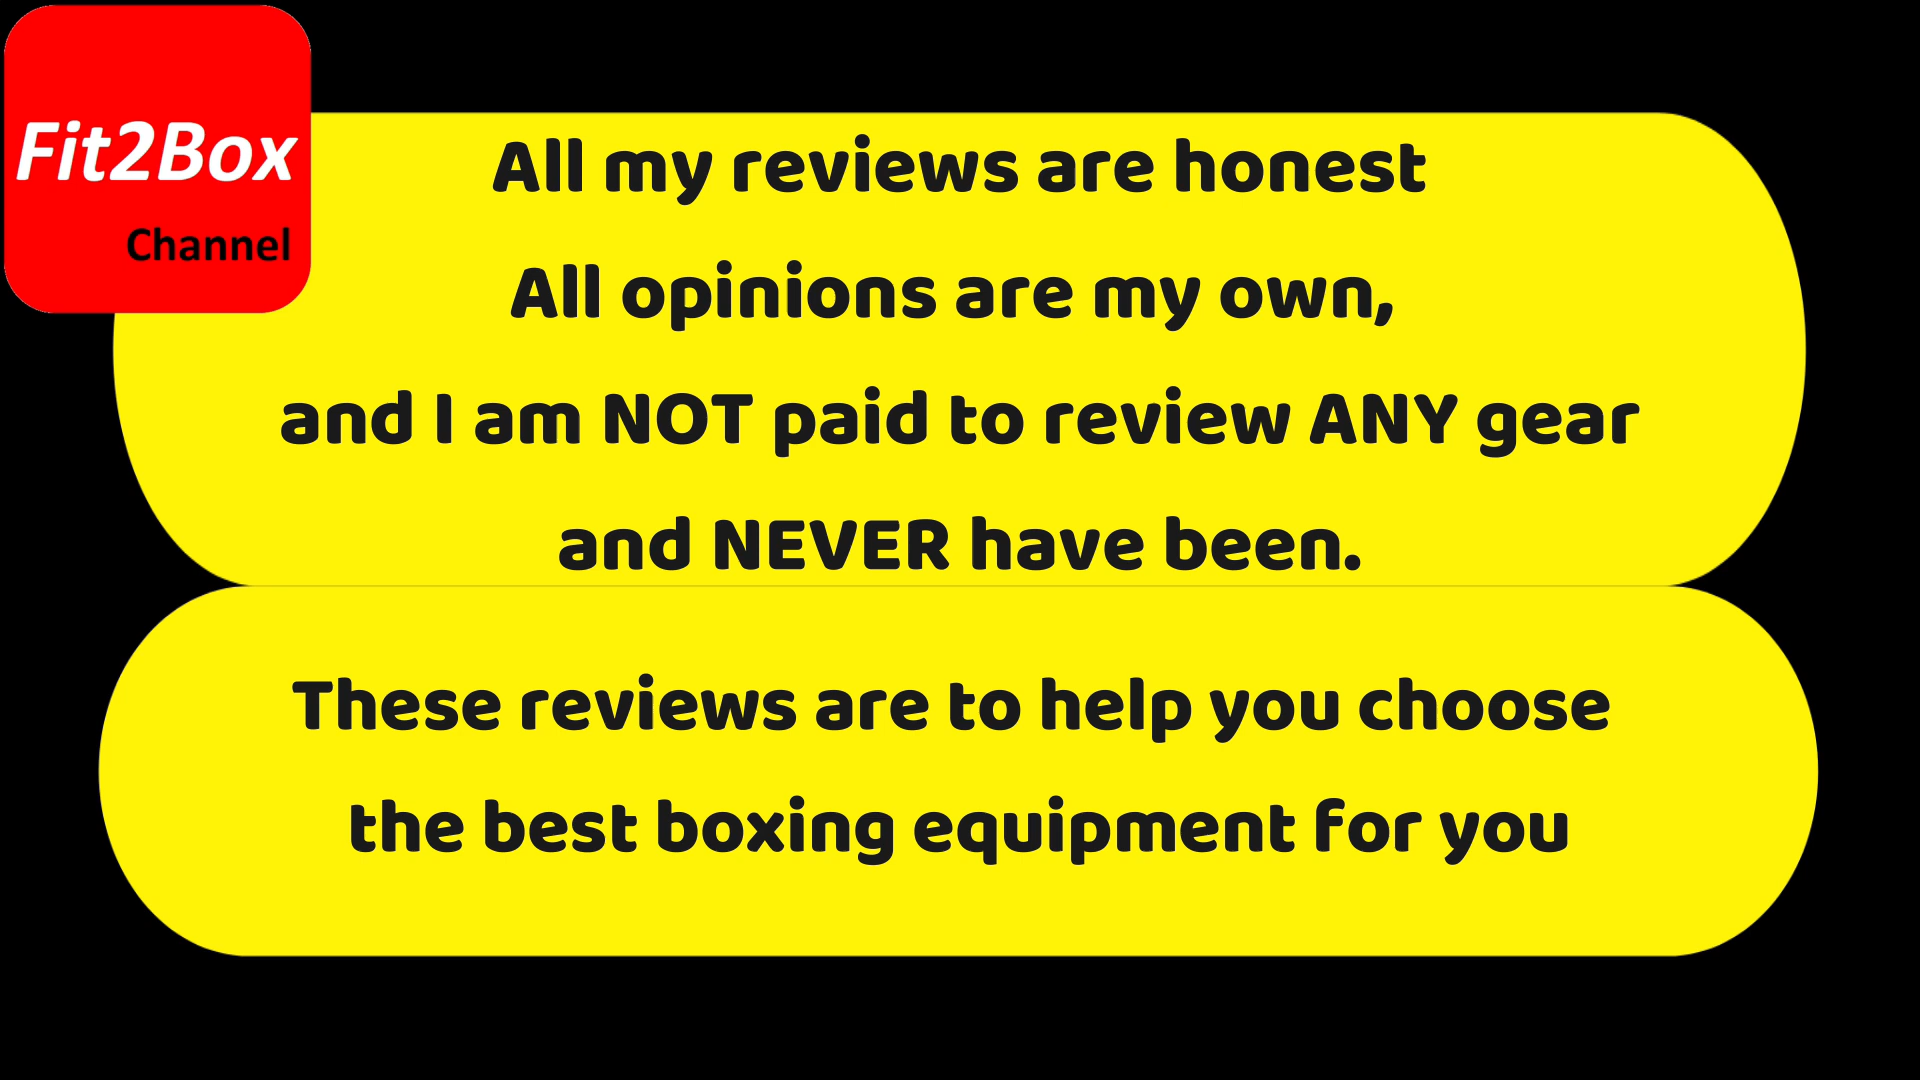 Fit2Box
Channel
All my reviews are honest
All opinions are my own,
and I am NOT paid to review ANY gear
and NEVER have been.
These reviews are to help you choose
the best boxing equipment for you